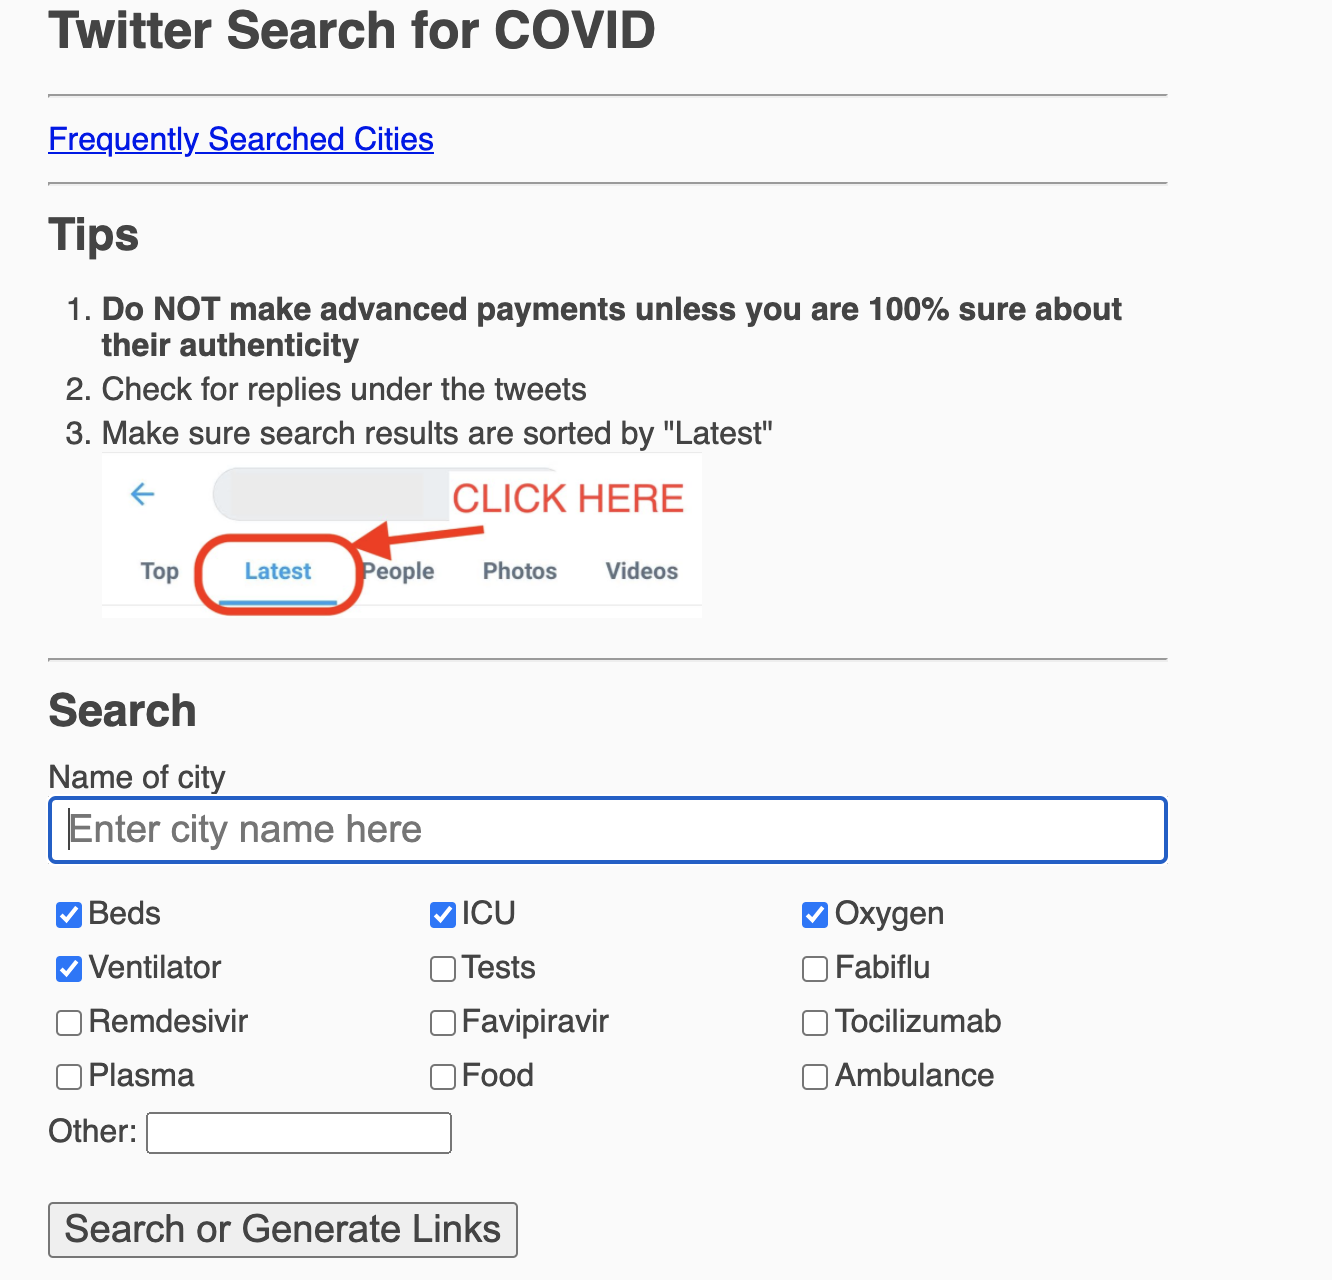 Twitter Search for COVID
Frequently Searched Cities
Tips
1. Do NOT make advanced payments unless you are 100% sure about
their authenticity
2. Check for replies under the tweets
3. Make sure search results are sorted by "Latest"
CLICK HERE
Top Latest People Photos Videos
Search
Name of city
Enter city name here
Beds ICU Oxygen
Ventilator Tests Fabiflu
Remdesivir Favipiravir Tocilizumab
Plasma Food Ambulance
Other:
Search or Generate Links